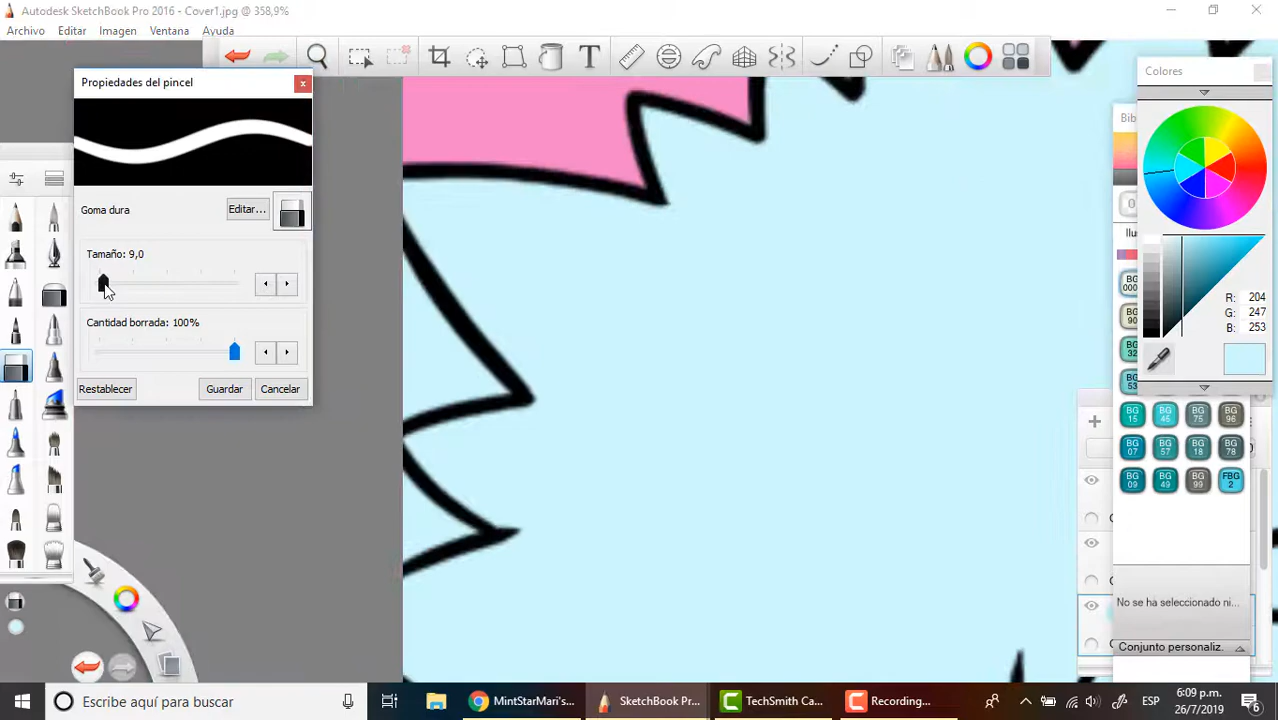 Autodesk SketchBook Pro 2016 - Cover1.jpg @ 358,9%
Archivo Editar Imagen Ventana Ayuda
Propiedades del pincel
Goma dura
Editar...
Tamaño: 9,0
Cantidad borrada: 100%
Restablecer
Guardar
Cancelar
Colores
R: 204
G: 247
B: 253
BG 15
BG 45
BG 75
BG 96
BG 07
BG 57
BG 18
BG 78
BG 09
BG 49
BG 99
FBG 2
No se ha seleccionado ni...
Conjunto personaliz.
Escribe aquí para buscar
MintStarMari's...
SketchBook Pr...
TechSmith Ca...
Recording...
ESP
6:09 p.m.
26/7/2019
6